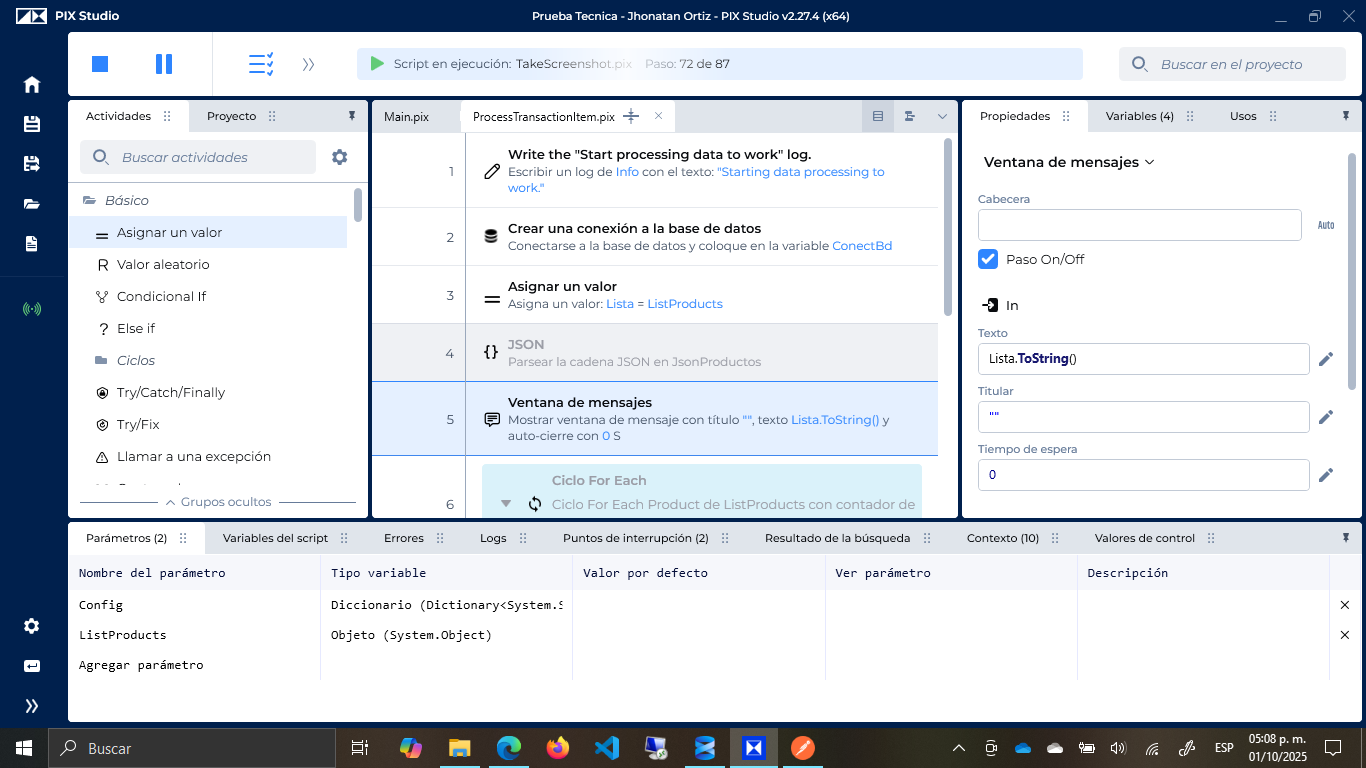 PIX Studio
Prueba Tecnica - Jhonatan Ortiz - PIX Studio v2.27.4 (x64)
Script en ejecución: TakeScreenshot.pix Paso: 72 de 87
Buscar en el proyecto
Actividades
Proyecto
Buscar actividades
Básico
Asignar un valor
Valor aleatorio
Condicional If
Else if
Ciclos
Try/Catch/Finally
Try/Fix
Llamar a una excepción
Grupos ocultos
Main.pix
ProcessTransactionItem.pix
1
Write the "Start processing data to work" log.
Escribir un log de Info con el texto: "Starting data processing to
work."
2
Crear una conexión a la base de datos
Conectarse a la base de datos y coloque en la variable ConectBd
3
Asignar un valor
Asigna un valor: Lista = ListProducts
4
JSON
Parsear la cadena JSON en JsonProductos
5
Ventana de mensajes
Mostrar ventana de mensaje con título "", texto Lista.ToString() y
auto-cierre con 0 S
6
Ciclo For Each
Ciclo For Each Product de ListProducts con contador de
Propiedades
Variables (4)
Usos
Ventana de mensajes
Cabecera
Auto
Paso On/Off
In
Texto
Lista.ToString()
Titular
""
Tiempo de espera
0
Parámetros (2)
Variables del script
Errores
Logs
Puntos de interrupción (2)
Resultado de la búsqueda
Contexto (10)
Valores de control
Nombre del parámetro
Tipo variable
Valor por defecto
Ver parámetro
Descripción
Config
Diccionario (Dictionary<System.S
ListProducts
Objeto (System.Object)
Agregar parámetro
Buscar
ESP
05:08 p. m.
01/10/2025